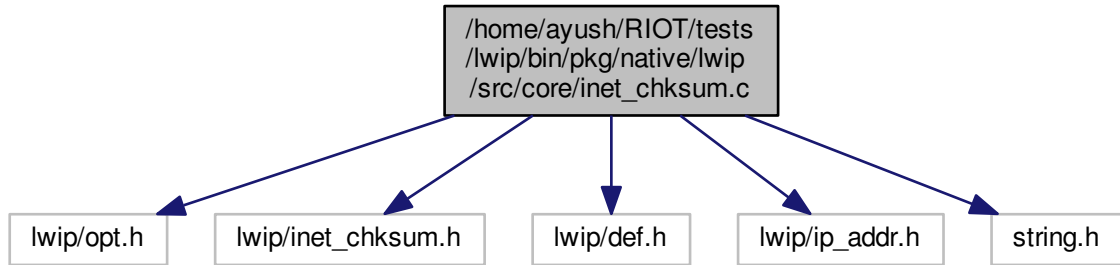 /home/ayush/RIOT/tests
/lwip/bin/pkg/native/lwip
/src/core/inet_chksum.c
lwip/opt.h
lwip/inet_chksum.h
lwip/def.h
lwip/ip_addr.h
string.h